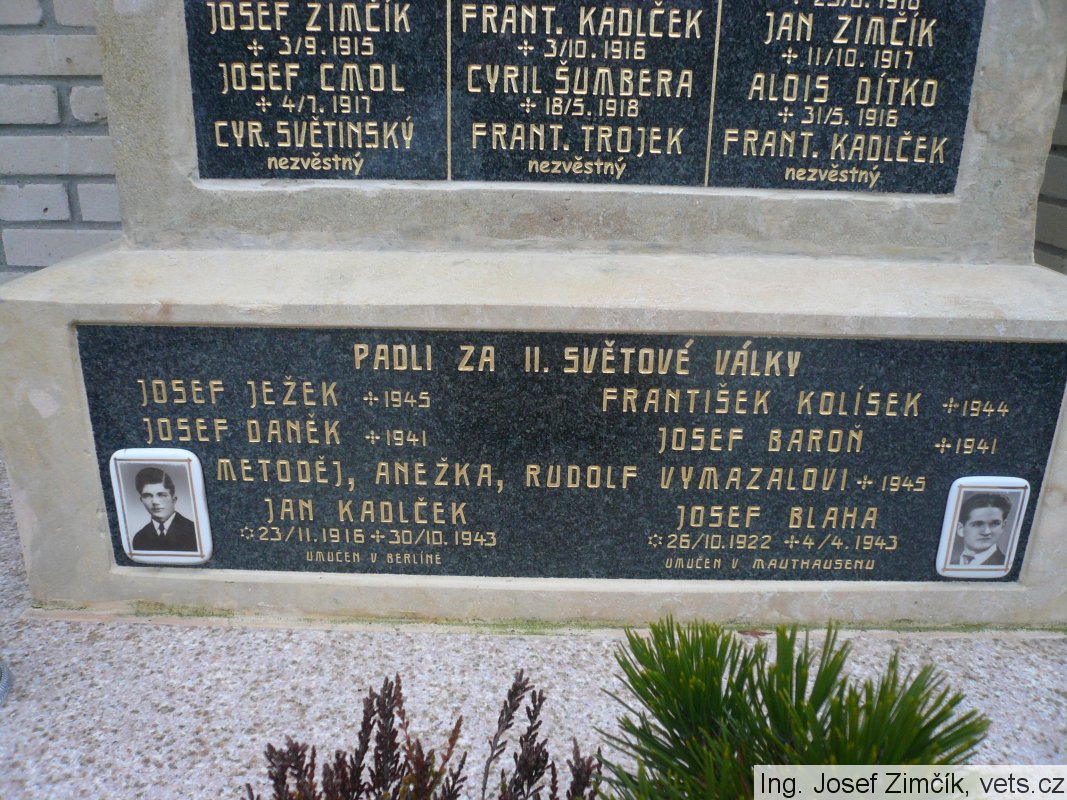 JOSEF ZIMČÍK
+ 3/9. 1915
JOSEF CMOL
+ 4/7. 1917
CYR. SVĚTINSKÝ
nezvěstný
FRANT. KADLČEK
+ 3/10. 1916
CYRIL ŠUMBERA
+ 18/5. 1918
FRANT. TROJEK
nezvěstný
JAN ZIMČÍK
+ 11/10. 1917
ALOIS DÍTKO
+ 31/5. 1916
FRANT. KADLČEK
nezvěstný
PADLI ZA II. SVĚTOVÉ VÁLKY
JOSEF JEŽEK + 1945
FRANTIŠEK KOLÍSEK + 1944
JOSEF DANĚK + 1941
JOSEF BAROŇ + 1941
METODĚJ, ANEŽKA, RUDOLF VYMAZALOVI + 1945
JAN KADLČEK
☼ 23/11. 1916 + 30/10. 1943
UMUČEN V BERLÍNĚ
JOSEF BLAHA
☼ 26/10. 1922 + 4/4. 1943
UMUČEN V MAUTHAUSENU
Ing. Josef Zimčík, vets.cz